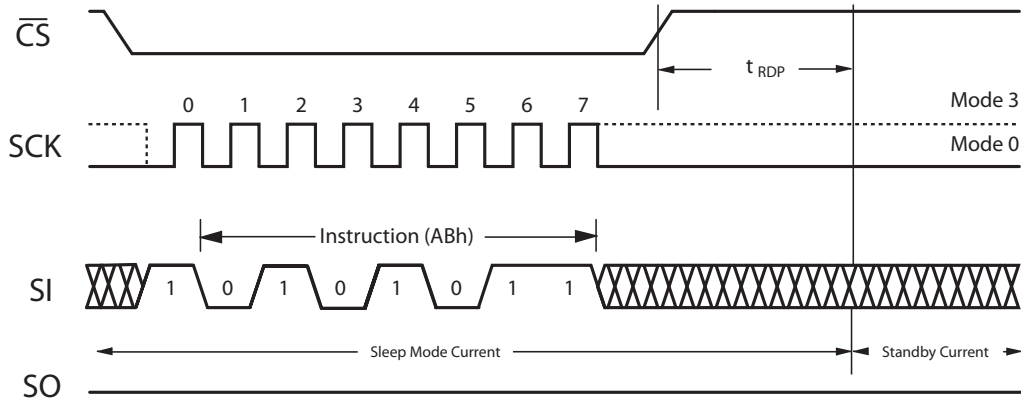 CS
t RDP
0 1 2 3 4 5 6 7
Mode 3
SCK
Mode 0
Instruction (ABh)
SI
1 0 1 0 1 0 1 1
Sleep Mode Current
Standby Current
SO